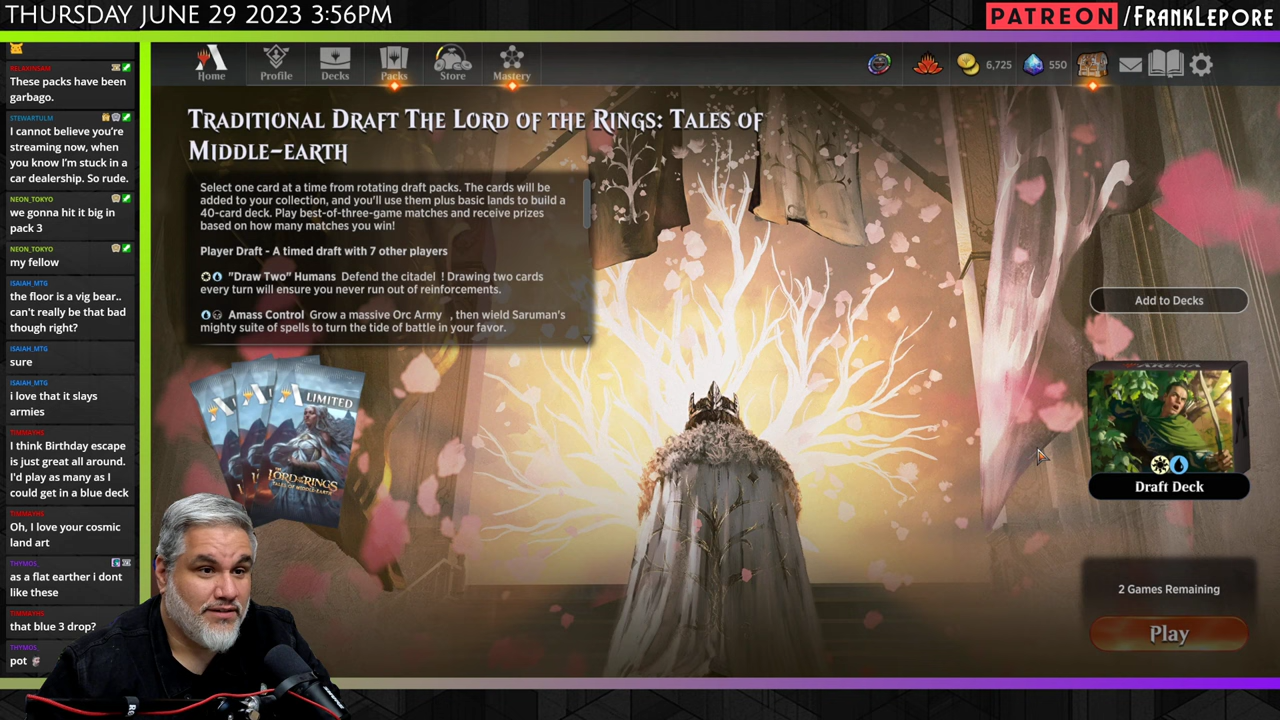 THURSDAY JUNE 29 2023 3:56PM
PATREON /FRANKLEPORE
RELAXINSAM
These packs have been
garbago.
STEWARTULM
I cannot believe you're
streaming now, when
you know I'm stuck in a
car dealership. So rude.
NEON_TOKYO
we gonna hit it big in
pack 3
NEON_TOKYO
my fellow
ISAIAH_MTG
the floor is a vig bear..
can't really be that bad
though right?
ISAIAH_MTG
sure
ISAIAH_MTG
i love that it slays
armies
TIMMAYHS
I think Birthday escape
is just great all around.
I'd play as many as I
could get in a blue deck
TIMMAYHS
Oh, I love your cosmic
land art
THYMOS_
as a flat earther i dont
like these
TIMMAYHS
that blue 3 drop?
THYMOS_
pot
Home
Profile
Decks
Packs
Store
Mastery
6,725
550
TRADITIONAL DRAFT THE LORD OF THE RINGS: TALES OF
MIDDLE-EARTH
Select one card at a time from rotating draft packs. The cards will be
added to your collection, and you'll use them plus basic lands to build a
40-card deck. Play best-of-three-game matches and receive prizes
based on how many matches you win!
Player Draft - A timed draft with 7 other players
"Draw Two" Humans Defend the citadel ! Drawing two cards
every turn will ensure you never run out of reinforcements.
Amass Control Grow a massive Orc Army , then wield Saruman's
mighty suite of spells to turn the tide of battle in your favor.
LIMITED
THE LORD OF THE RINGS
TALES OF MIDDLE-EARTH
Add to Decks
ARENA
Draft Deck
2 Games Remaining
Play